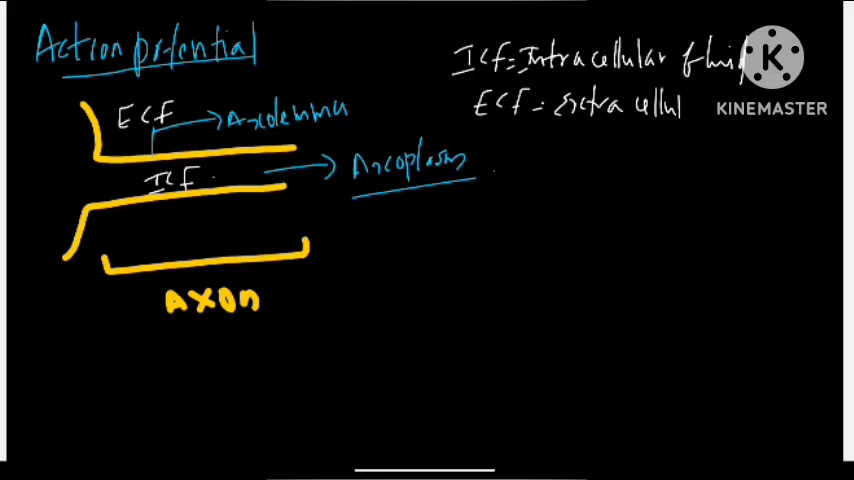 Action potential
ICF = Intracellular fluid
ECF = Extra cellul
ECF
Axolemma
ICF
Axoplasm
AXON
K
KINEMASTER